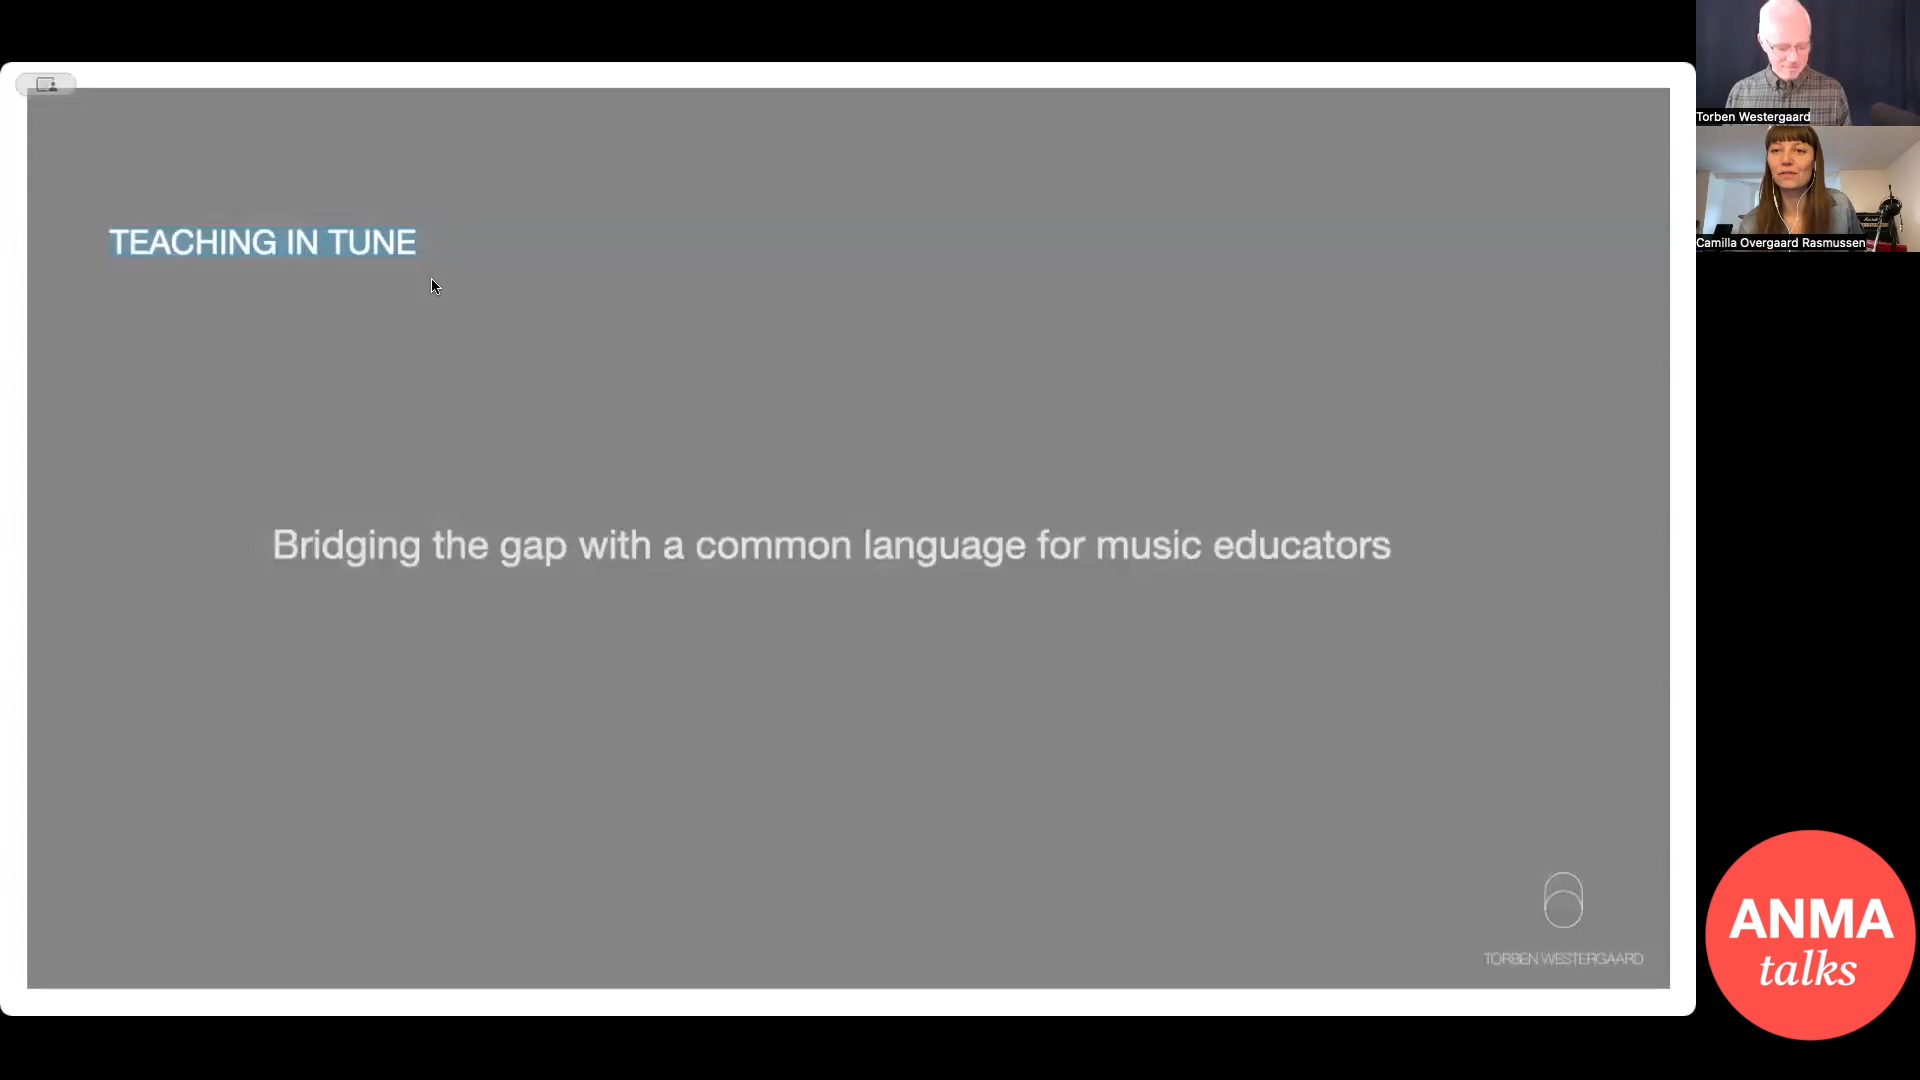 TEACHING IN TUNE
Bridging the gap with a common language for music educators
TORBEN WESTERGAARD
Torben Westergaard
Camilla Overgaard Rasmussen
ANMA
talks